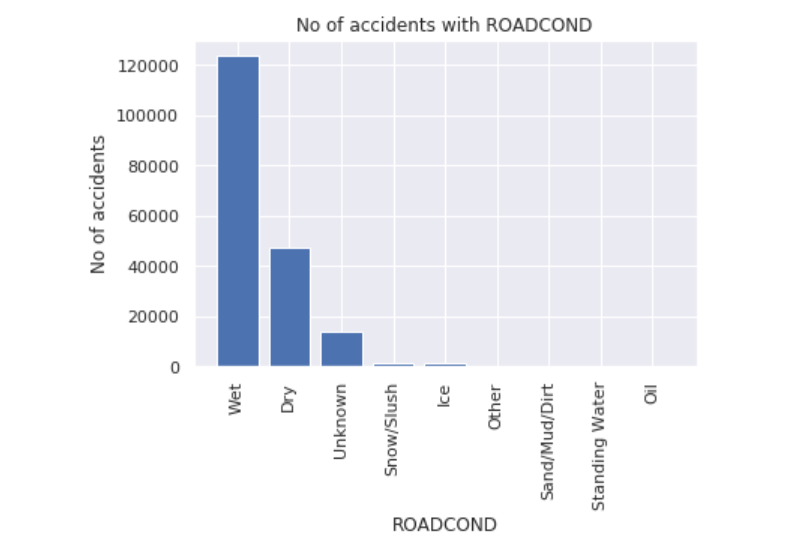 No of accidents with ROADCOND
120000
100000
80000
60000
40000
20000
0
No of accidents
Wet
Dry
Unknown
Snow/Slush
Ice
Other
Sand/Mud/Dirt
Standing Water
Oil
ROADCOND